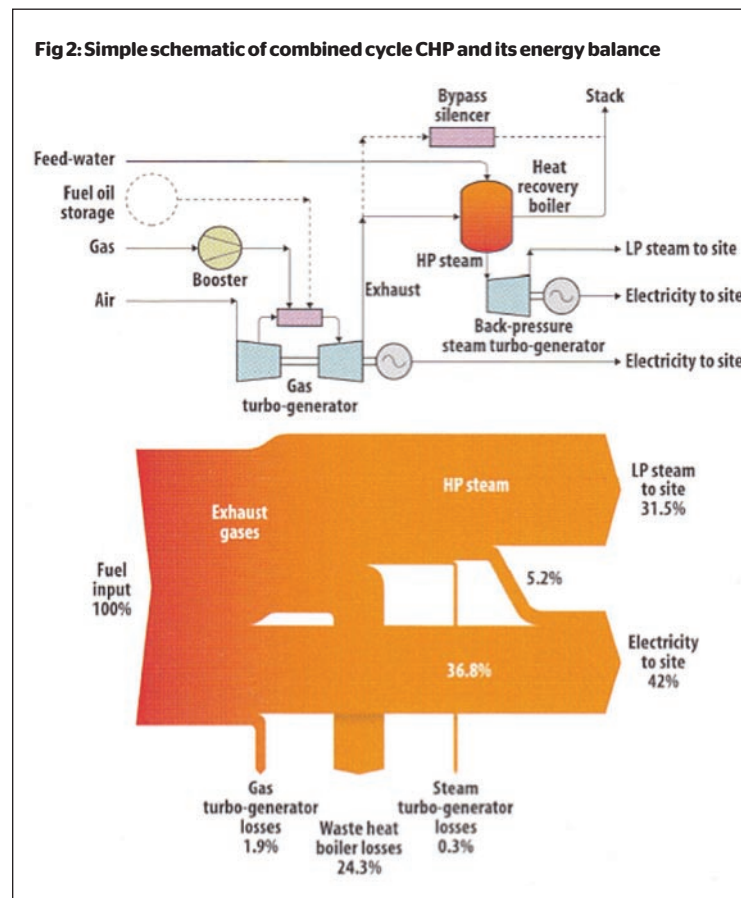 Fig 2: Simple schematic of combined cycle CHP and its energy balance
Bypass
silencer
Stack
Feed-water
Fuel oil
storage
Heat
recovery
boiler
Gas
Booster
HP steam
LP steam to site
Air
Exhaust
Electricity to site
Back-pressure
steam turbo-generator
Electricity to site
Gas
turbo-generator
LP steam
to site
31.5%
HP steam
Exhaust
gases
Fuel
input
100%
5.2%
Electricity
to site
42%
36.8%
Gas
turbo-generator
losses
1.9%
Waste heat
boiler losses
24.3%
Steam
turbo-generator
losses
0.3%